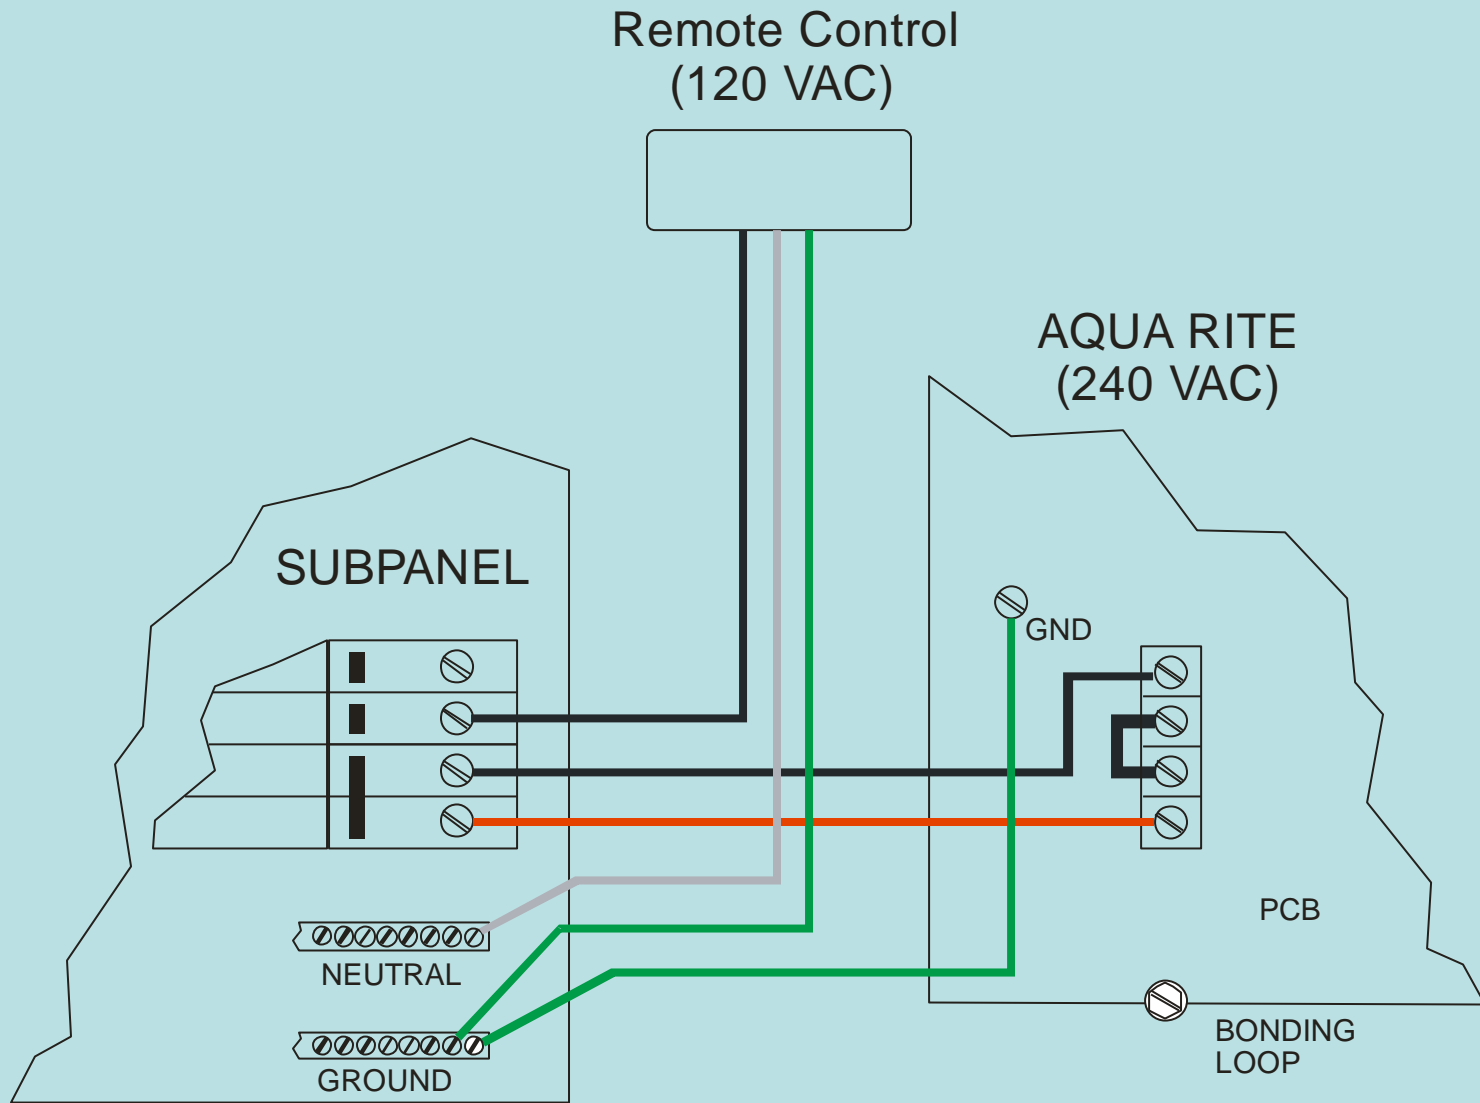 Remote Control
(120 VAC)
AQUA RITE
(240 VAC)
SUBPANEL
GND
PCB
NEUTRAL
BONDING
LOOP
GROUND